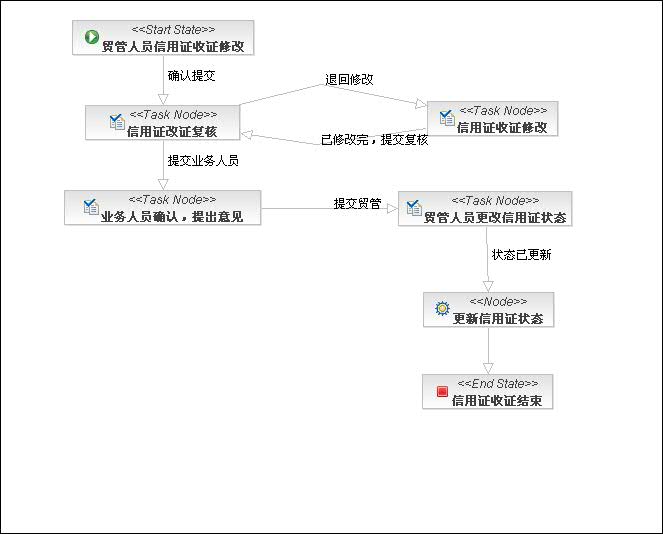 <<Start State>>
贸管人员信用证收证修改
确认提交
退回修改
<<Task Node>>
信用证改证复核
<<Task Node>>
信用证收证修改
已修改完，提交复核
提交业务人员
<<Task Node>>
业务人员确认，提出意见
提交贸管
<<Task Node>>
贸管人员更改信用证状态
状态已更新
<<Node>>
更新信用证状态
<<End State>>
信用证收证结束